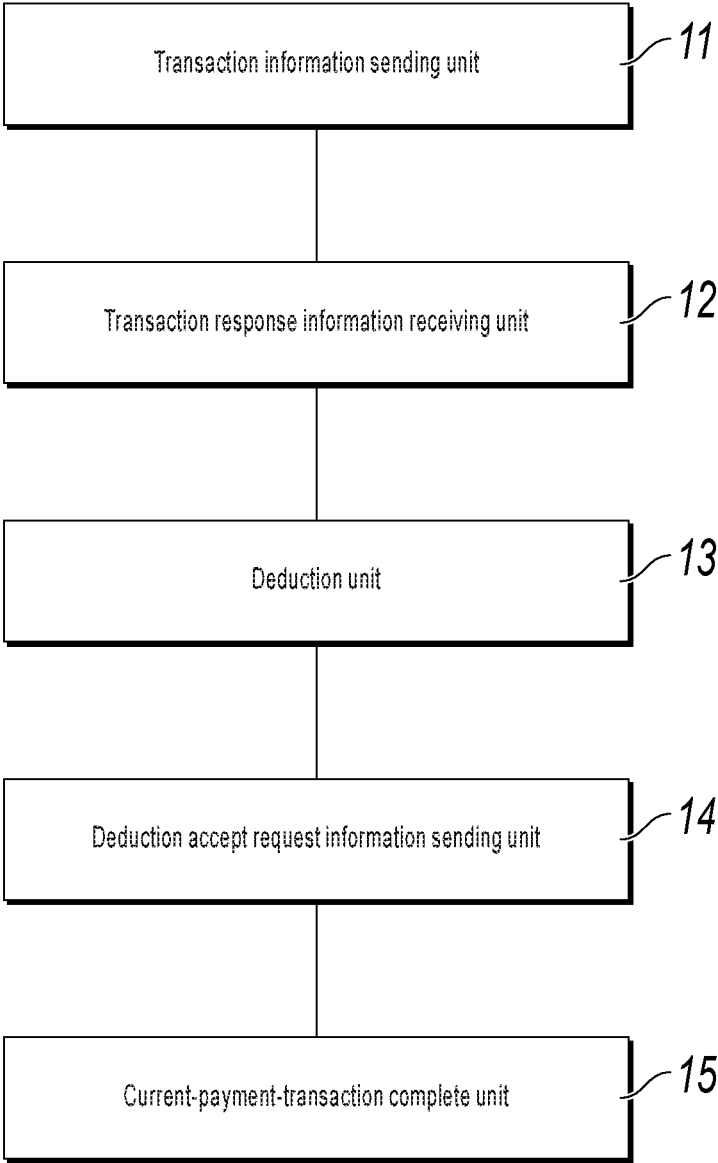 Transaction information sending unit
11
Transaction response information receiving unit
12
Deduction unit
13
Deduction accept request information sending unit
14
Current-payment-transaction complete unit
15